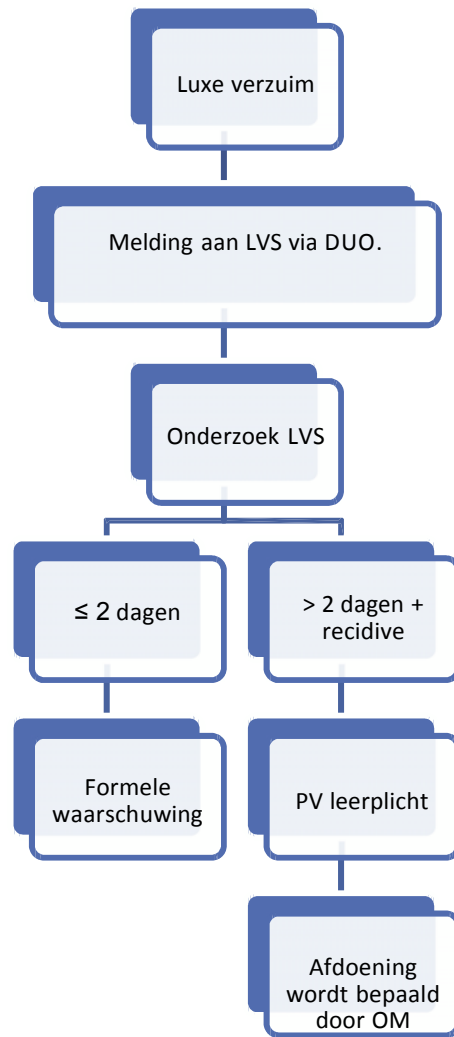 Luxe verzuim
Melding aan LVS via DUO.
Onderzoek LVS
≤ 2 dagen
> 2 dagen +
recidive
Formele
waarschuwing
PV leerplicht
Afdoening
wordt bepaald
door OM